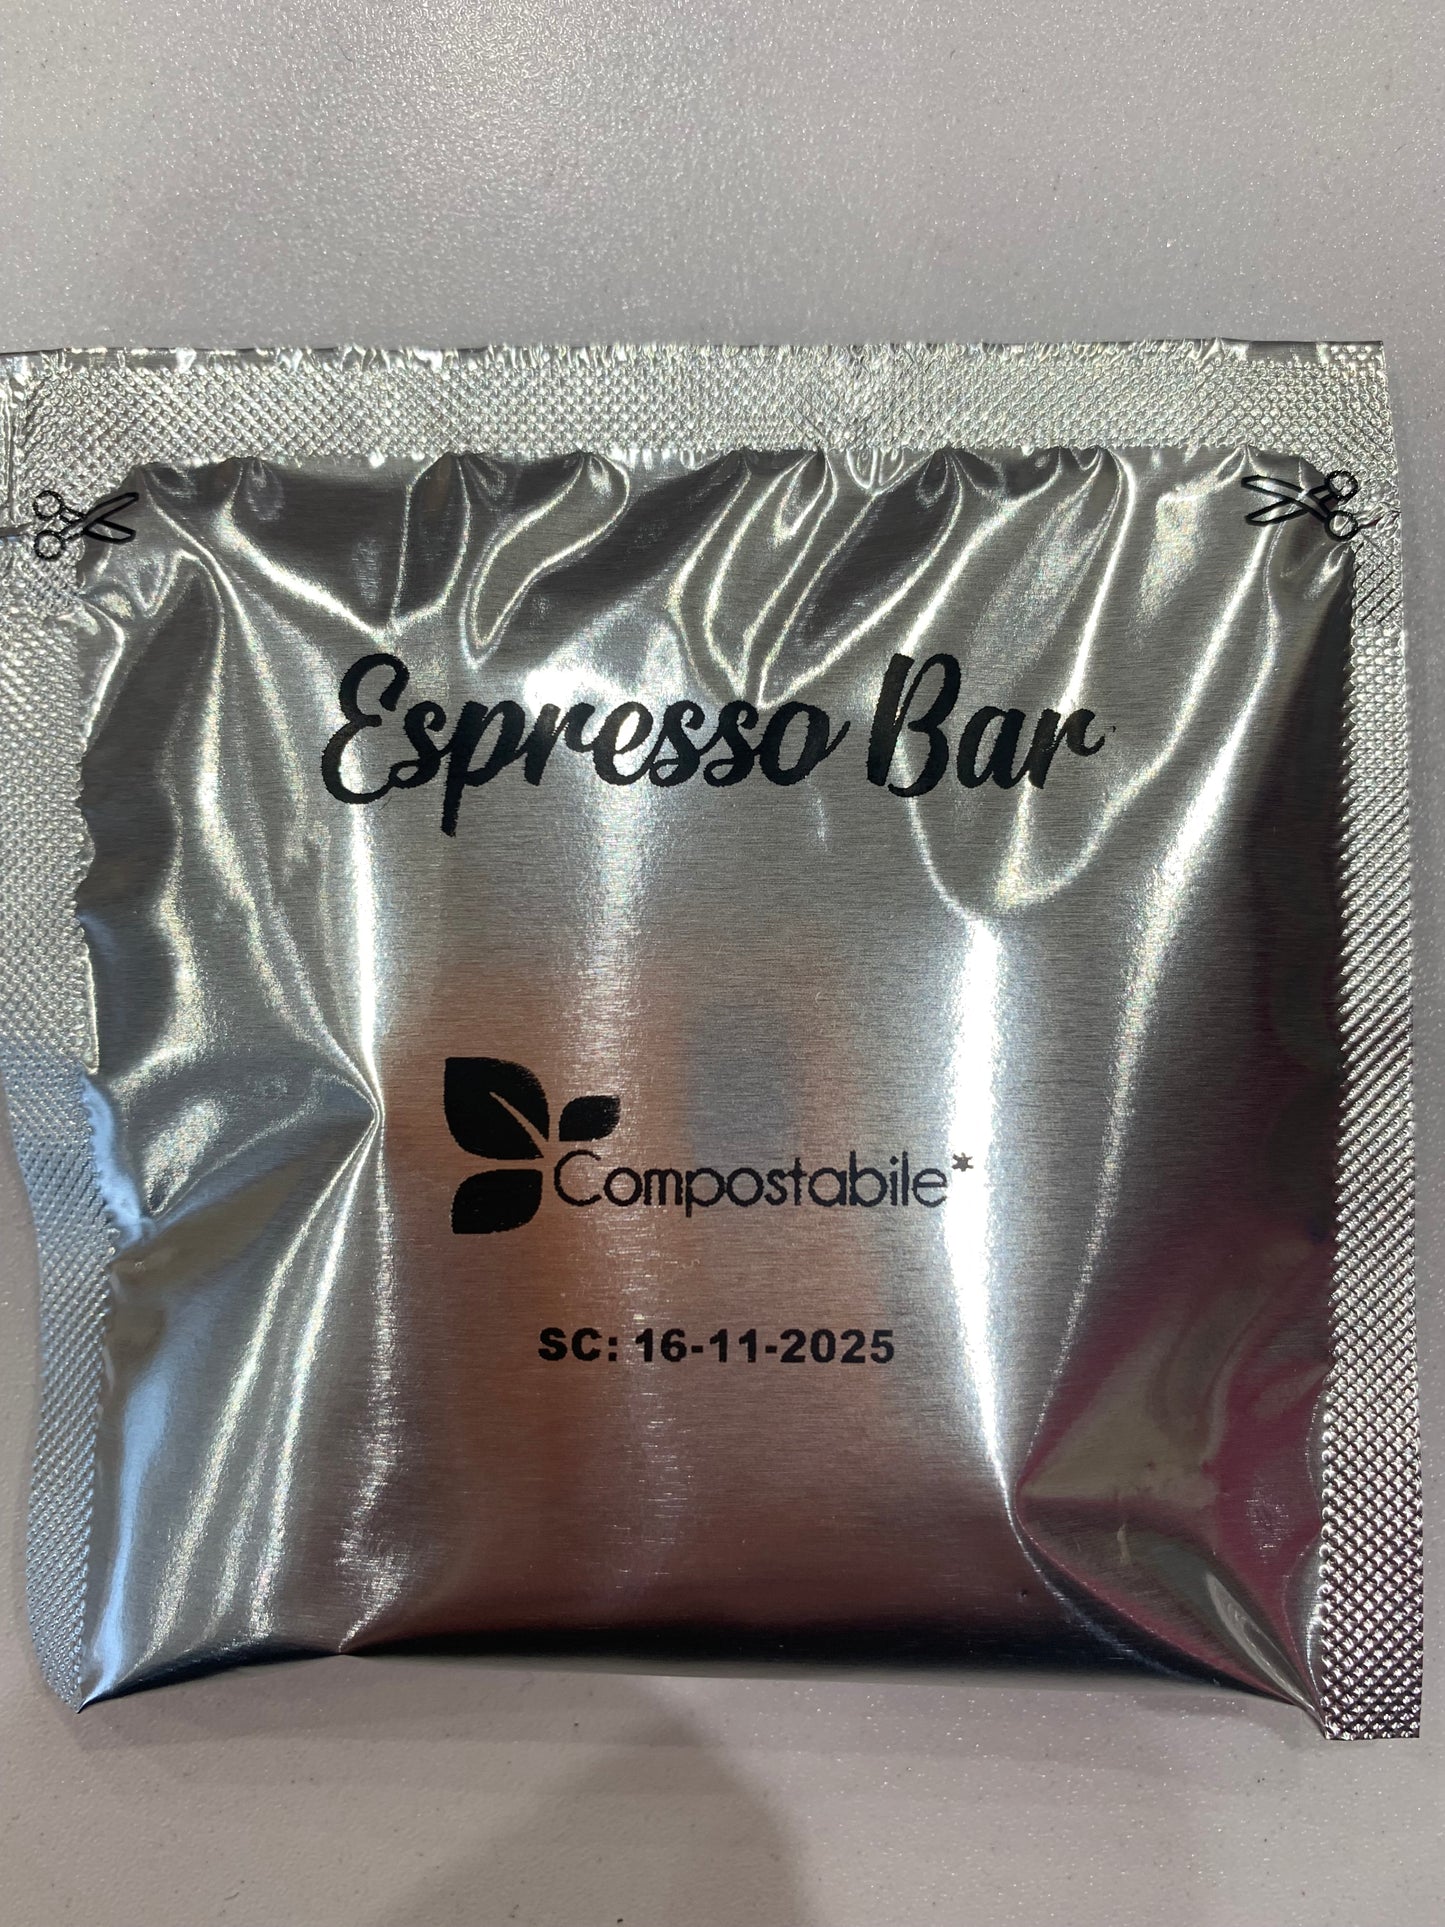 Espresso Bar
Compostabile*
SC: 16-11-2025